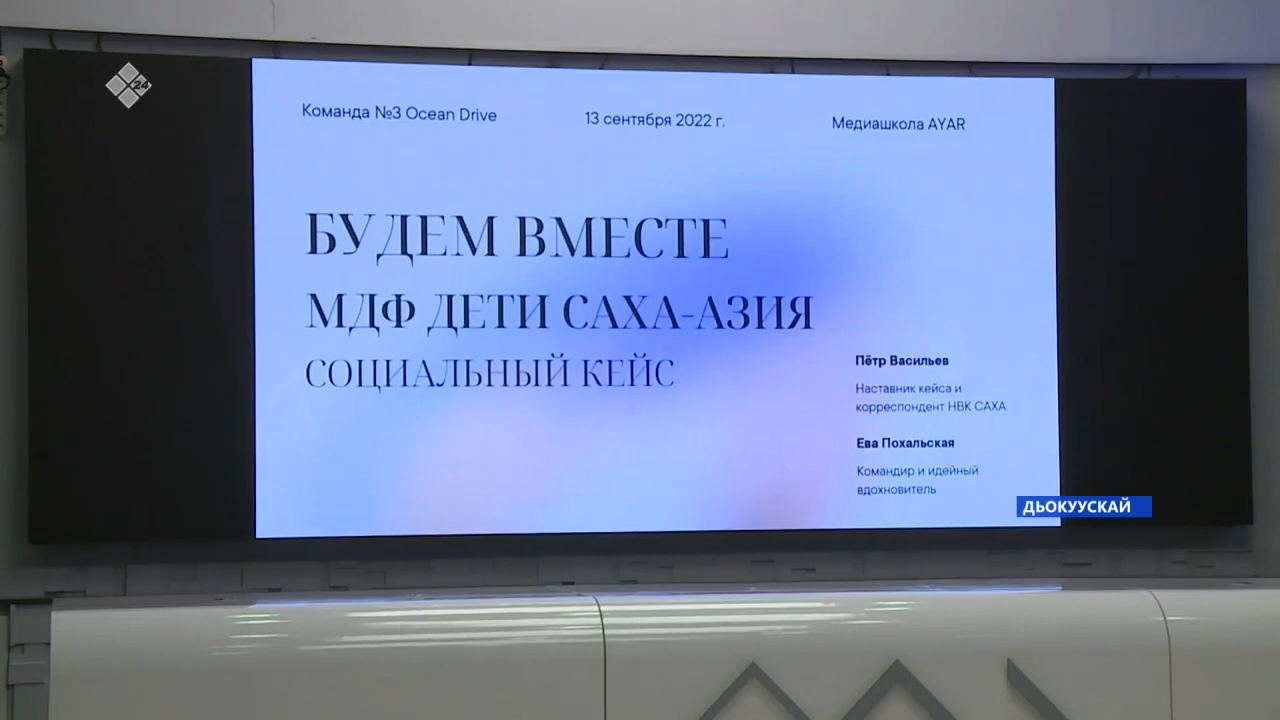 Х24
Команда №3 Ocean Drive
13 сентября 2022 г.
Медиашкола AYAR
БУДЕМ ВМЕСТЕ
МДФ ДЕТИ САХА-АЗИЯ
СОЦИАЛЬНЫЙ КЕЙС
Пётр Васильев
Наставник кейса и
корреспондент НВК САХА
Ева Похальская
Командир и идейный
вдохновитель
ДЬОКУУСКАЙ